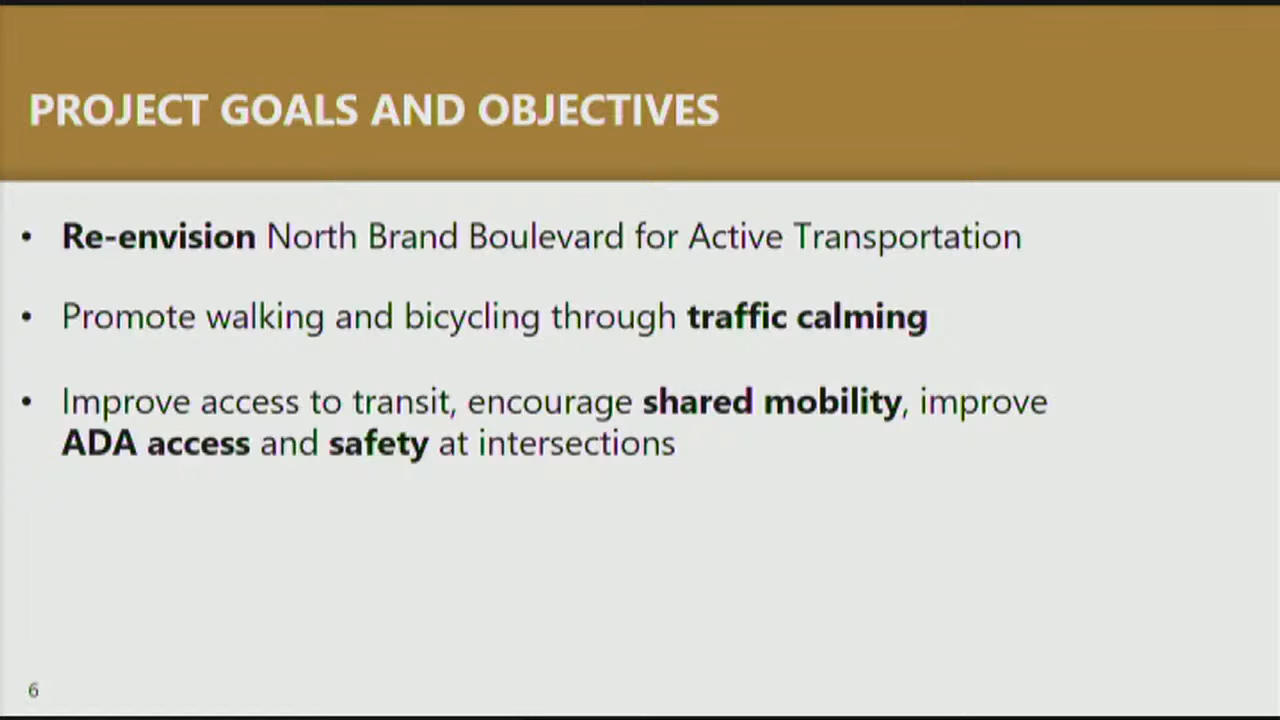 PROJECT GOALS AND OBJECTIVES
• Re-envision North Brand Boulevard for Active Transportation
• Promote walking and bicycling through traffic calming
• Improve access to transit, encourage shared mobility, improve
ADA access and safety at intersections
6